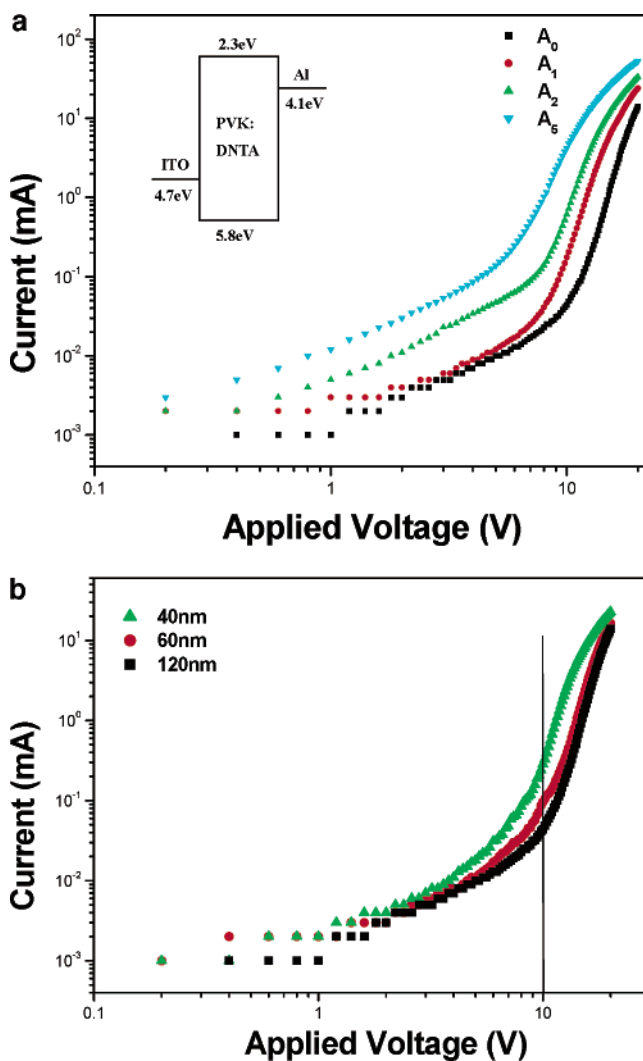 a
10²
10¹
10⁰
10⁻¹
10⁻²
10⁻³
Current (mA)
2.3eV
Al
4.1eV
PVK:
DNTA
ITO
4.7eV
5.8eV
A₀
A₁
A₂
A₅
0.1
1
10
Applied Voltage (V)
b
10¹
10⁰
10⁻¹
10⁻²
10⁻³
Current (mA)
40nm
60nm
120nm
0.1
1
10
Applied Voltage (V)